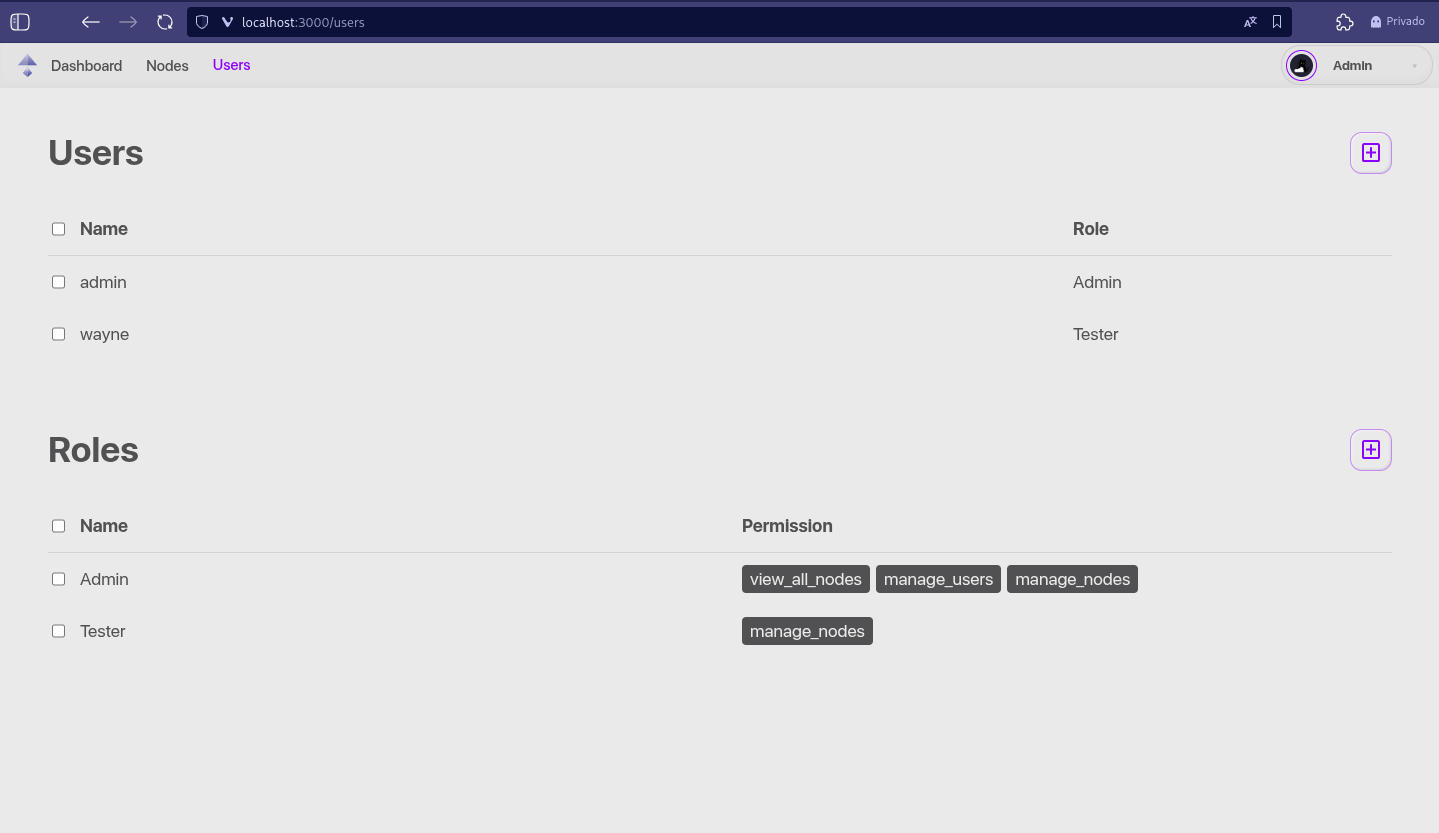 localhost:3000/users
Privado
Dashboard Nodes Users Admin
Users
Name Role
admin Admin
wayne Tester
Roles
Name Permission
Admin view_all_nodes manage_users manage_nodes
Tester manage_nodes